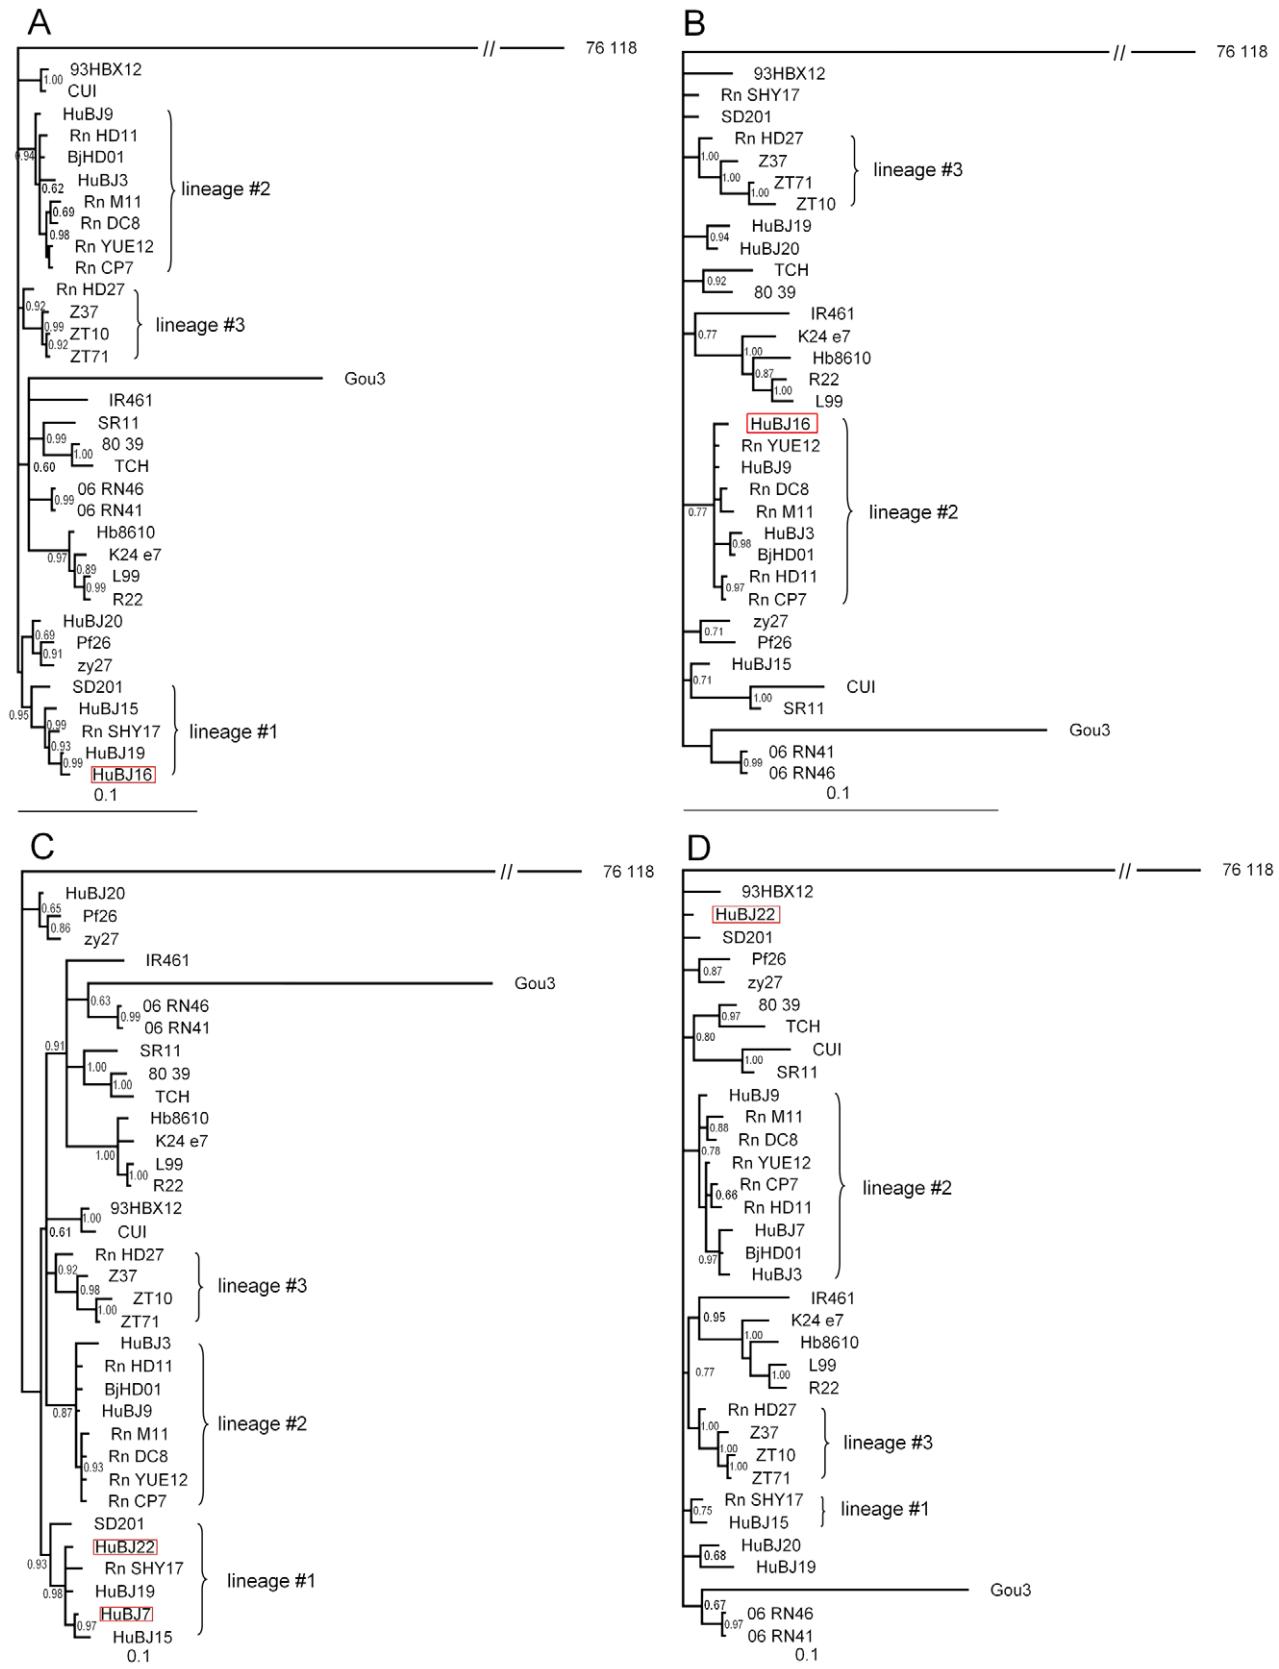 A
76 118
93HBX12
1.00
CUI
HuBJ9
Rn HD11
0.94
BjHD01
HuBJ3
0.62
lineage #2
Rn M11
0.69
Rn DC8
0.98
Rn YUE12
Rn CP7
Rn HD27
0.92
Z37
0.99
lineage #3
ZT10
0.92
ZT71
Gou3
IR461
SR11
0.99
80 39
1.00
TCH
0.60
06 RN46
0.99
06 RN41
Hb8610
0.97
K24 e7
0.89
L99
0.99
R22
HuBJ20
0.69
Pf26
0.91
zy27
SD201
0.95
HuBJ15
0.99
Rn SHY17
lineage #1
0.93
HuBJ19
0.99
HuBJ16
0.1
B
76 118
93HBX12
Rn SHY17
SD201
Rn HD27
1.00
Z37
lineage #3
1.00
ZT71
1.00
ZT10
HuBJ19
0.94
HuBJ20
TCH
0.92
80 39
IR461
0.77
K24 e7
1.00
Hb8610
0.87
R22
1.00
L99
HuBJ16
Rn YUE12
HuBJ9
Rn DC8
0.77
Rn M11
lineage #2
HuBJ3
0.98
BjHD01
Rn HD11
0.97
Rn CP7
zy27
0.71
Pf26
HuBJ15
0.71
CUI
1.00
SR11
Gou3
06 RN41
0.99
06 RN46
0.1
C
76 118
HuBJ20
0.65
Pf26
0.86
zy27
IR461
Gou3
0.63
06 RN46
0.99
06 RN41
0.91
SR11
1.00
80 39
1.00
TCH
Hb8610
K24 e7
1.00
L99
1.00
R22
93HBX12
1.00
CUI
0.61
Rn HD27
0.92
Z37
0.98
lineage #3
ZT10
1.00
ZT71
HuBJ3
Rn HD11
BjHD01
0.87
HuBJ9
lineage #2
Rn M11
Rn DC8
0.93
Rn YUE12
Rn CP7
SD201
HuBJ22
0.93
Rn SHY17
lineage #1
HuBJ19
0.98
HuBJ7
0.97
HuBJ15
0.1
D
76 118
93HBX12
HuBJ22
SD201
Pf26
0.87
zy27
80 39
0.97
TCH
0.80
CUI
1.00
SR11
HuBJ9
Rn M11
0.88
Rn DC8
0.78
Rn YUE12
Rn CP7
lineage #2
0.66
Rn HD11
HuBJ7
BjHD01
0.97
HuBJ3
IR461
0.95
K24 e7
1.00
Hb8610
L99
0.77
1.00
R22
Rn HD27
1.00
Z37
lineage #3
1.00
ZT10
1.00
ZT71
Rn SHY17
0.75
lineage #1
HuBJ15
HuBJ20
0.68
HuBJ19
Gou3
0.67
06 RN46
0.97
06 RN41
0.1